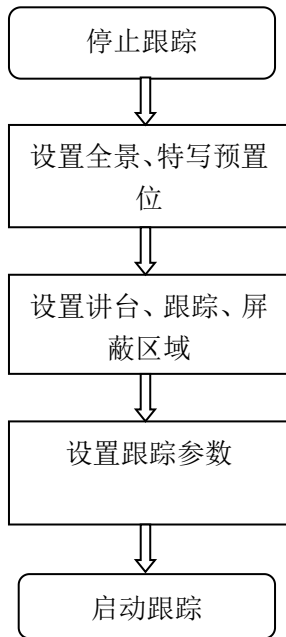 停止跟踪
设置全景、特写预置
位
设置讲台、跟踪、屏
蔽区域
设置跟踪参数
启动跟踪